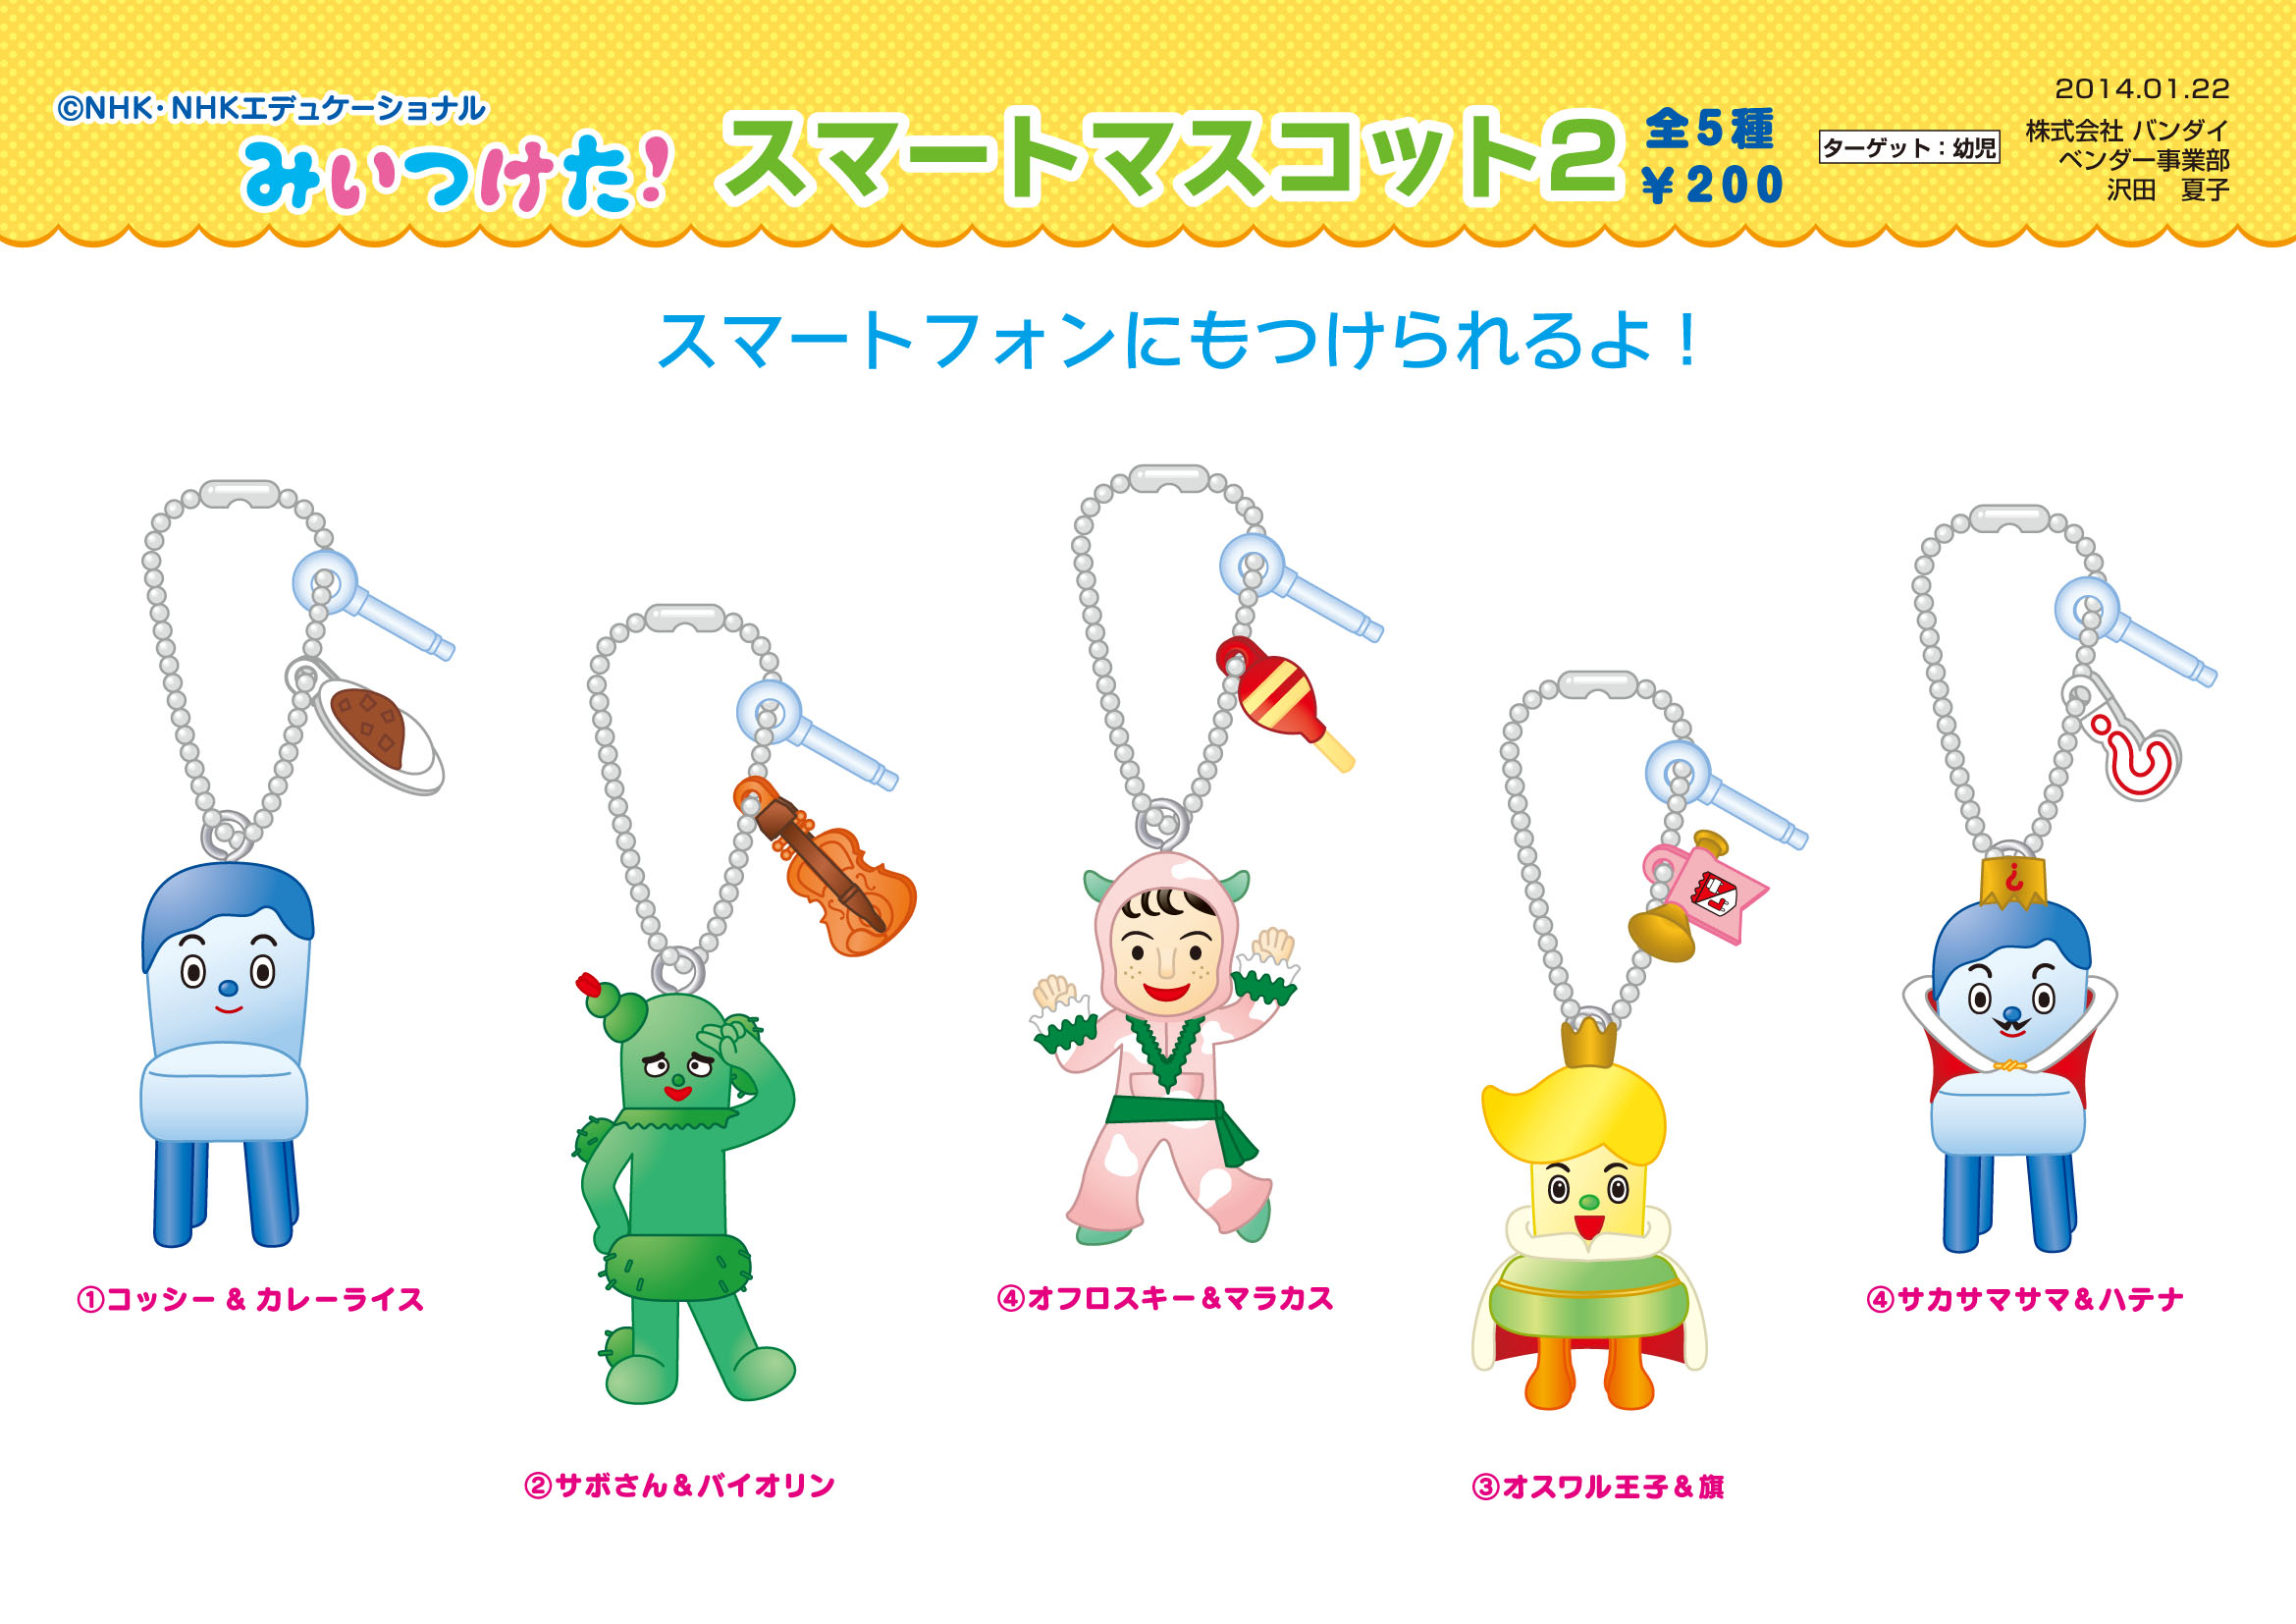 ©NHK・NHKエデュケーショナル
みいつけた!
スマートマスコット2
全5種
¥200
ターゲット：幼児
2014.01.22
株式会社 バンダイ
ベンダー事業部
沢田　夏子
スマートフォンにもつけられるよ！
①コッシー & カレーライス
②サボさん&バイオリン
④オフロスキー&マラカス
③オスワル王子&旗
④サカサマサマ&ハテナ